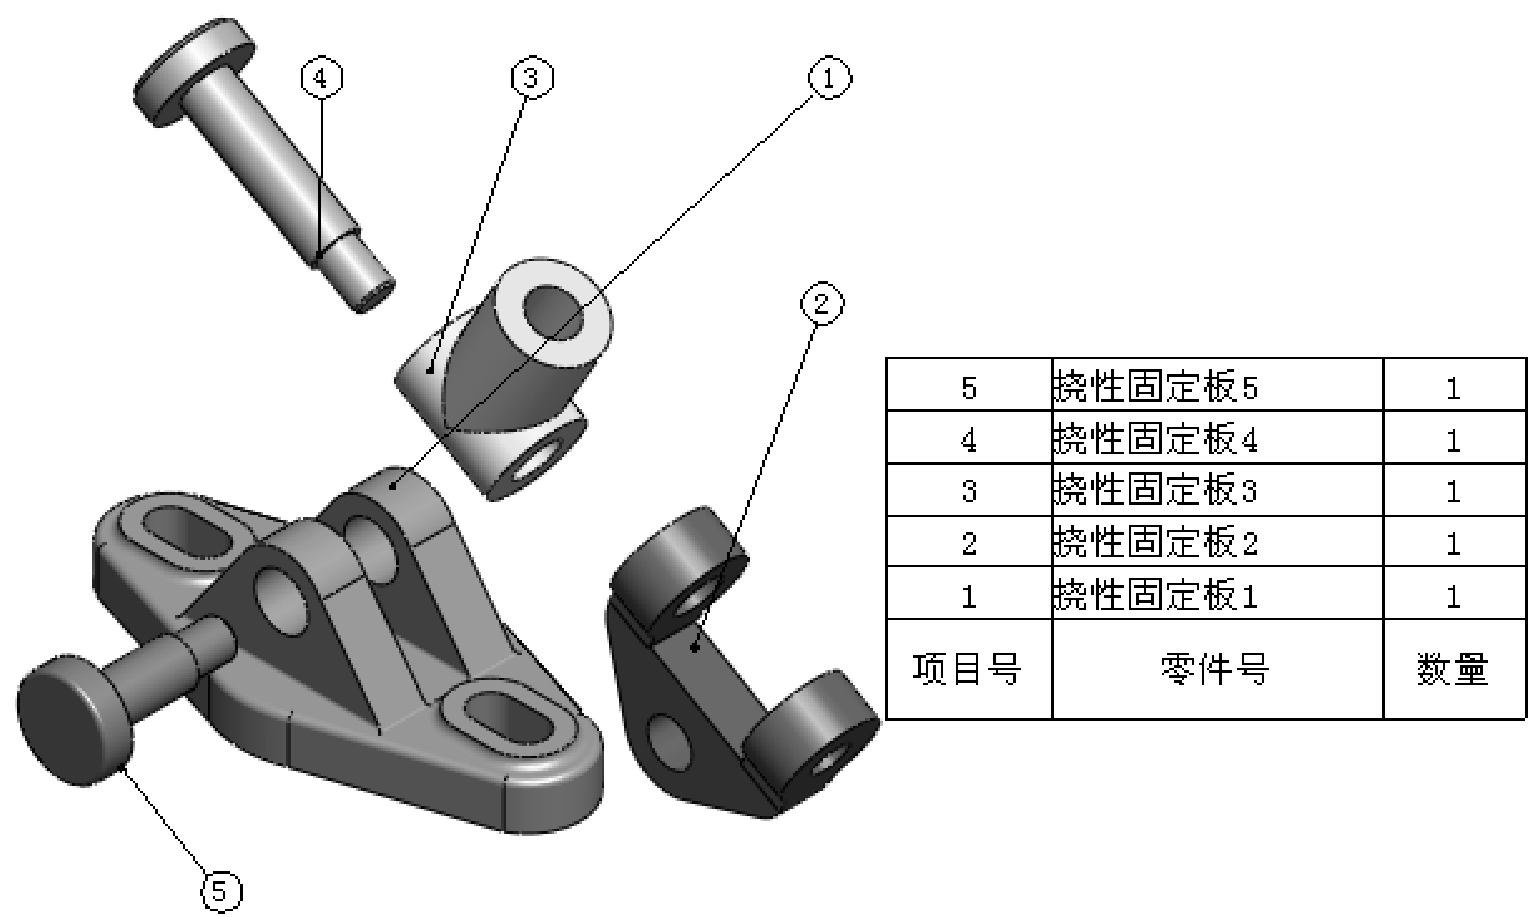 4
3
1
2
5 挠性固定板5 1
4 挠性固定板4 1
3 挠性固定板3 1
2 挠性固定板2 1
1 挠性固定板1 1
项目号 零件号 数量
5